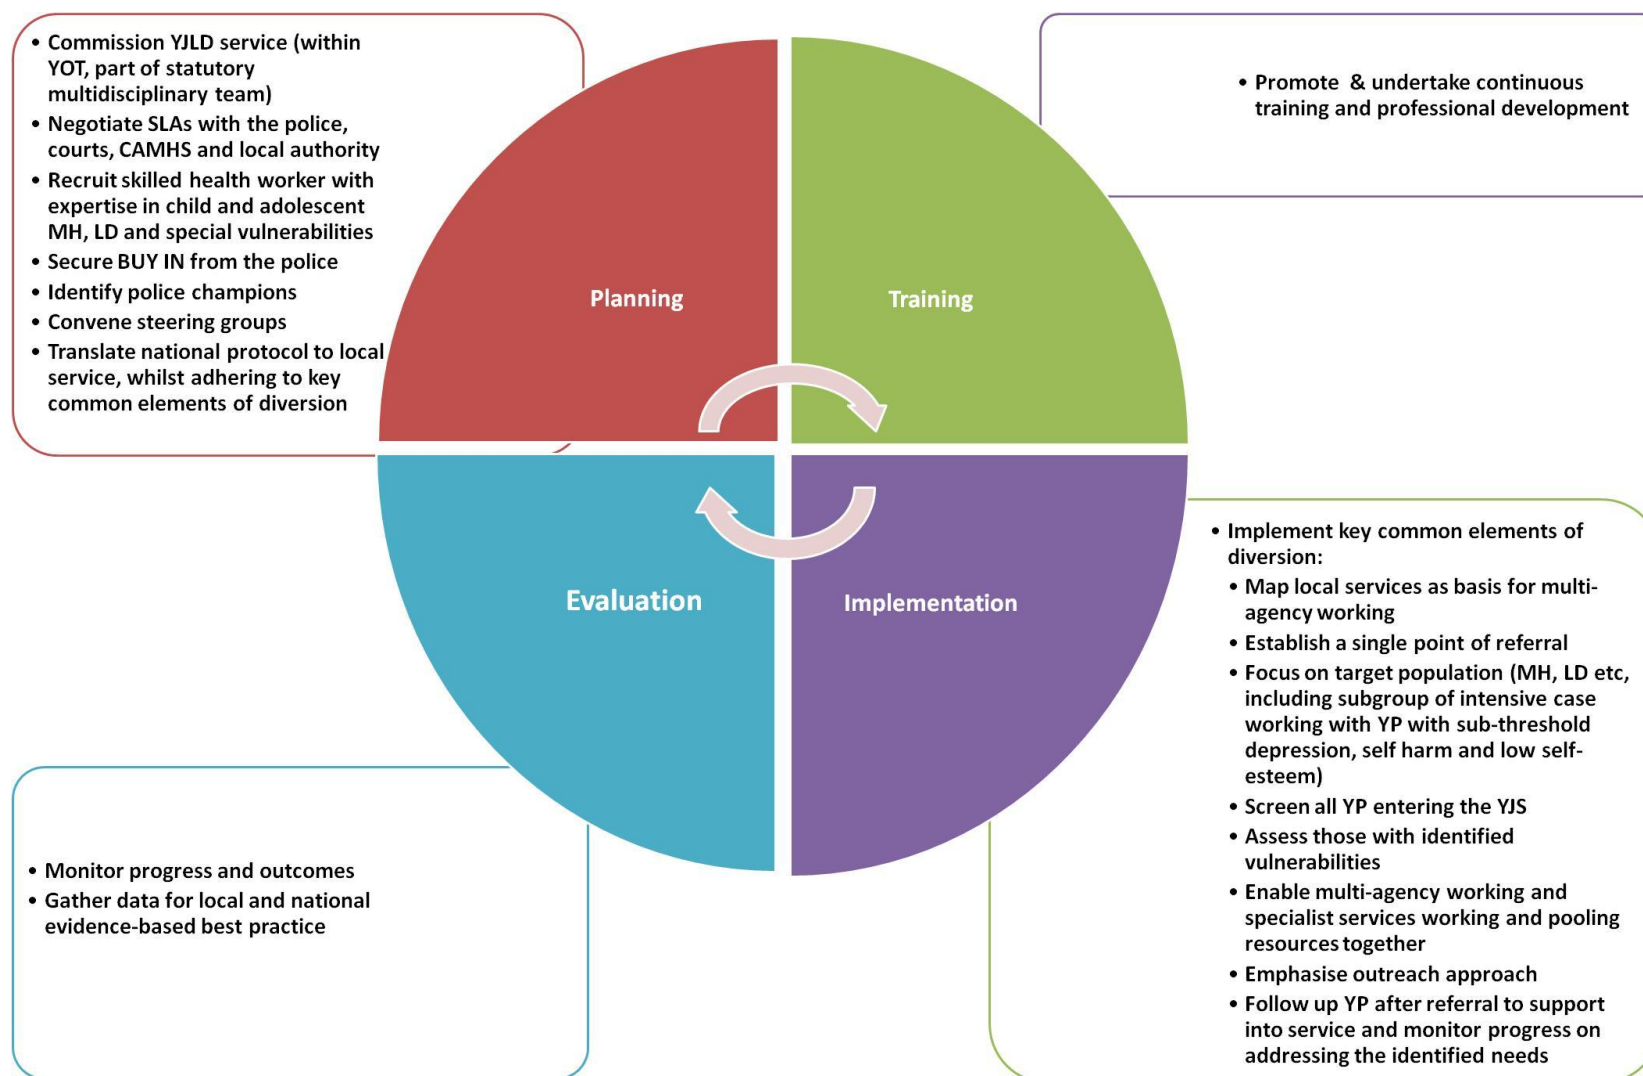 • Commission YJLD service (within
YOT, part of statutory
multidisciplinary team)
• Negotiate SLAs with the police,
courts, CAMHS and local authority
• Recruit skilled health worker with
expertise in child and adolescent
MH, LD and special vulnerabilities
• Secure BUY IN from the police
• Identify police champions
• Convene steering groups
• Translate national protocol to local
service, whilst adhering to key
common elements of diversion
Planning
Training
• Promote & undertake continuous
training and professional development
Evaluation
Implementation
• Monitor progress and outcomes
• Gather data for local and national
evidence-based best practice
• Implement key common elements of
diversion:
• Map local services as basis for multi-
agency working
• Establish a single point of referral
• Focus on target population (MH, LD etc,
including subgroup of intensive case
working with YP with sub-threshold
depression, self harm and low self-
esteem)
• Screen all YP entering the YJS
• Assess those with identified
vulnerabilities
• Enable multi-agency working and
specialist services working and pooling
resources together
• Emphasise outreach approach
• Follow up YP after referral to support
into service and monitor progress on
addressing the identified needs